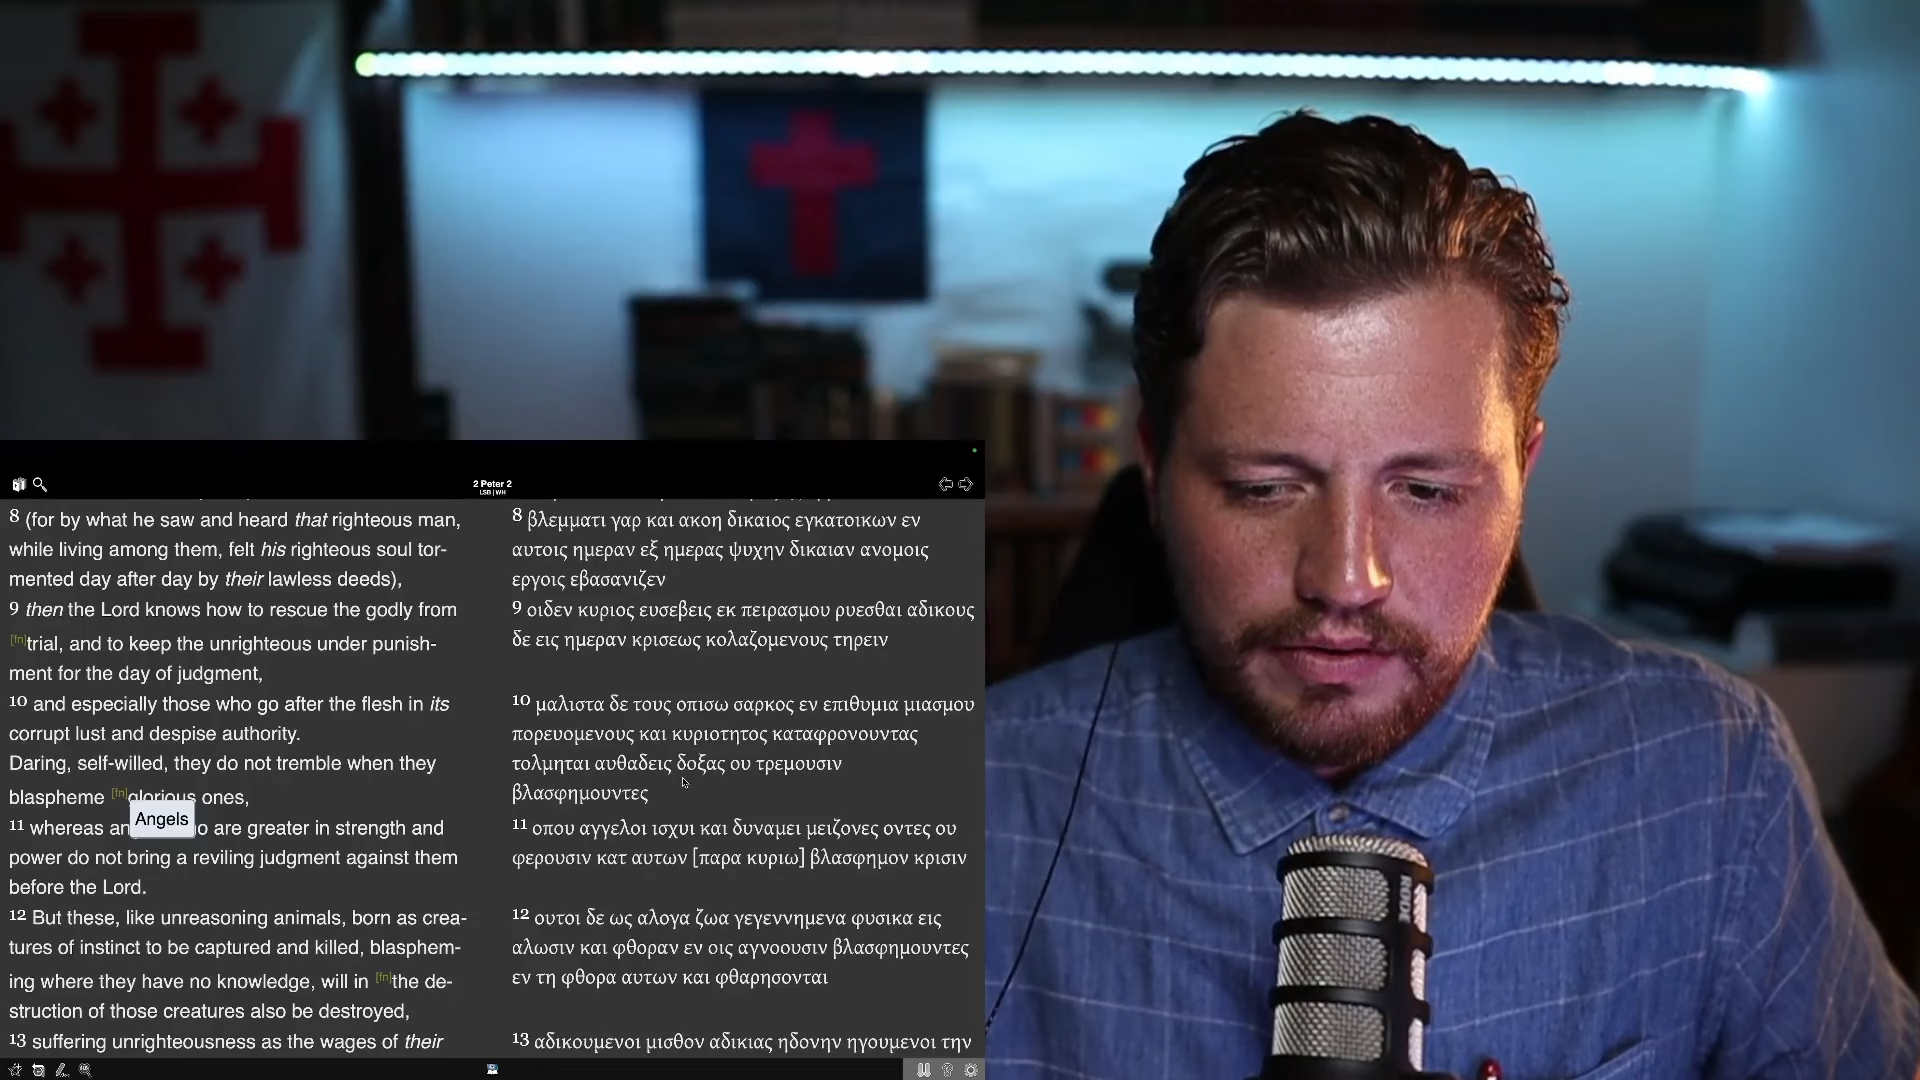 2 Peter 2
LSB | WH
8 (for by what he saw and heard that righteous man,
while living among them, felt his righteous soul tor-
mented day after day by their lawless deeds),
9 then the Lord knows how to rescue the godly from
[fn]trial, and to keep the unrighteous under punish-
ment for the day of judgment,
10 and especially those who go after the flesh in its
corrupt lust and despise authority.
Daring, self-willed, they do not tremble when they
blaspheme [fn]glorious ones,
Angels
11 whereas are greater in strength and
power do not bring a reviling judgment against them
before the Lord.
12 But these, like unreasoning animals, born as crea-
tures of instinct to be captured and killed, blasphem-
ing where they have no knowledge, will in [fn]the de-
struction of those creatures also be destroyed,
13 suffering unrighteousness as the wages of their
8 βλεμματι γαρ και ακοη δικαιος εγκατοικων εν
αυτοις ημεραν εξ ημερας ψυχην δικαιαν ανομοις
εργοις εβασανιζεν
9 οιδεν κυριος ευσεβεις εκ πειρασμου ρυεσθαι αδικους
δε εις ημεραν κρισεως κολαζομενους τηρειν
10 μαλιστα δε τους οπισω σαρκος εν επιθυμια μιασμου
πορευομενους και κυριοτητος καταφρονουντας
τολμηται αυθαδεις δοξας ου τρεμουσιν
βλασφημουντες
11 οπου αγγελοι ισχυι και δυναμει μειζονες οντες ου
φερουσιν κατ αυτων [παρα κυριω] βλασφημον κρισιν
12 ουτοι δε ως αλογα ζωα γεγεννημενα φυσικα εις
αλωσιν και φθοραν εν οις αγνοουσιν βλασφημουντες
εν τη φθορα αυτων και φθαρησονται
13 αδικουμενοι μισθον αδικιας ηδονην ηγουμενοι την